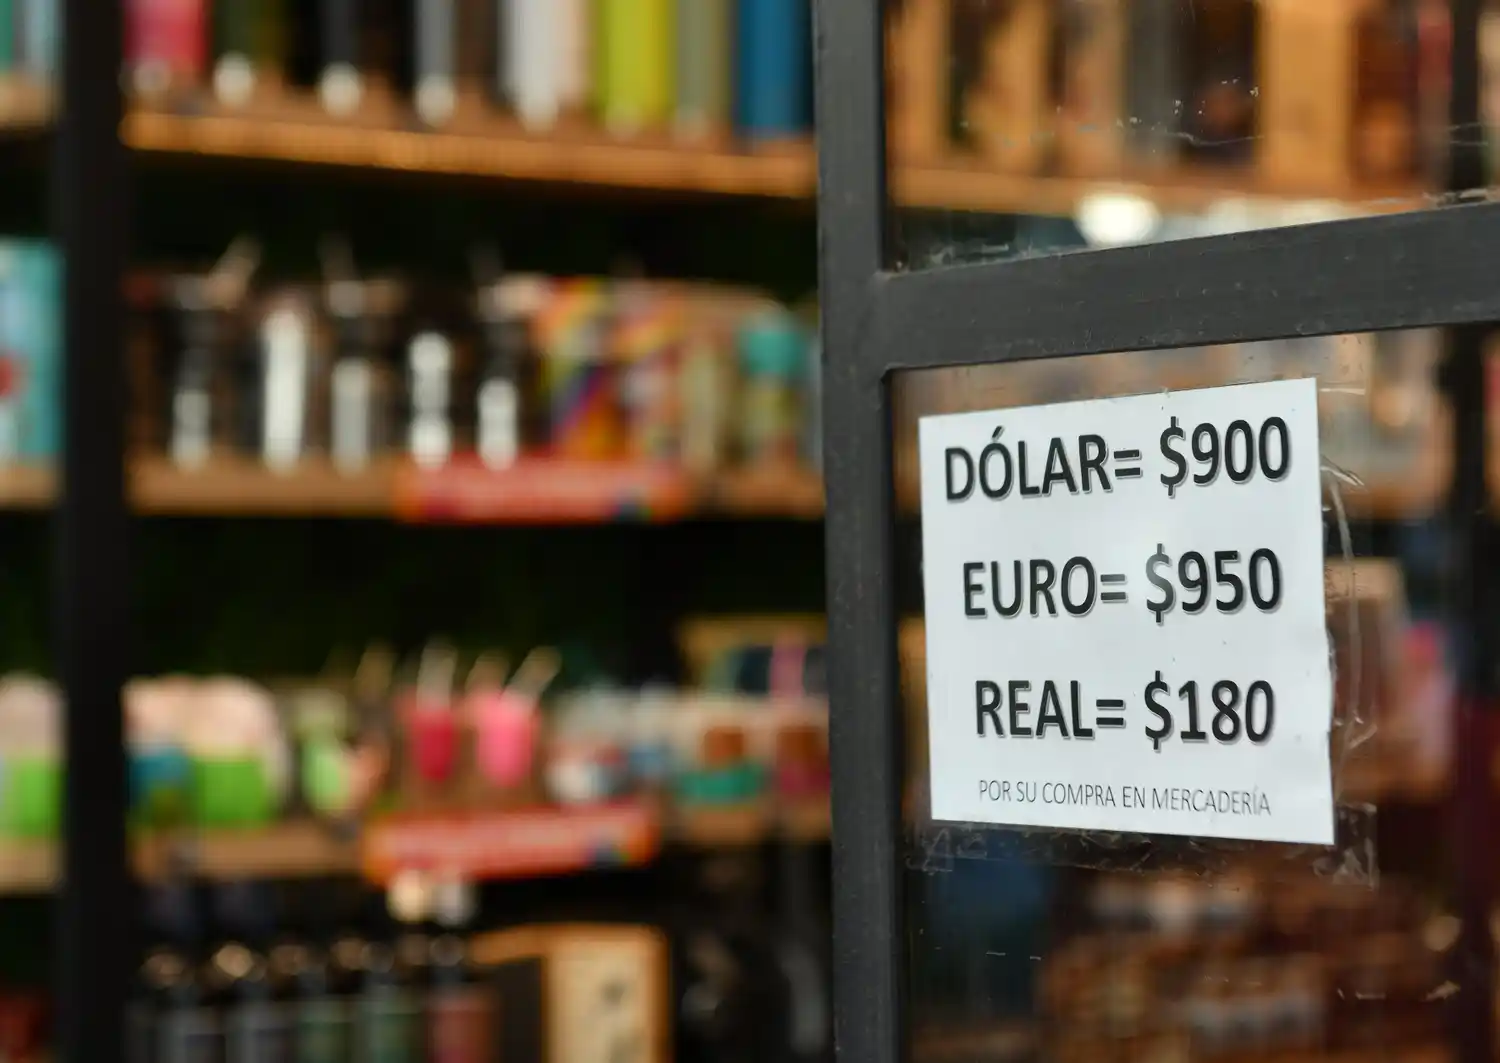 DÓLAR= $900
EURO= $950
REAL= $180
POR SU COMPRA EN MERCADERÍA